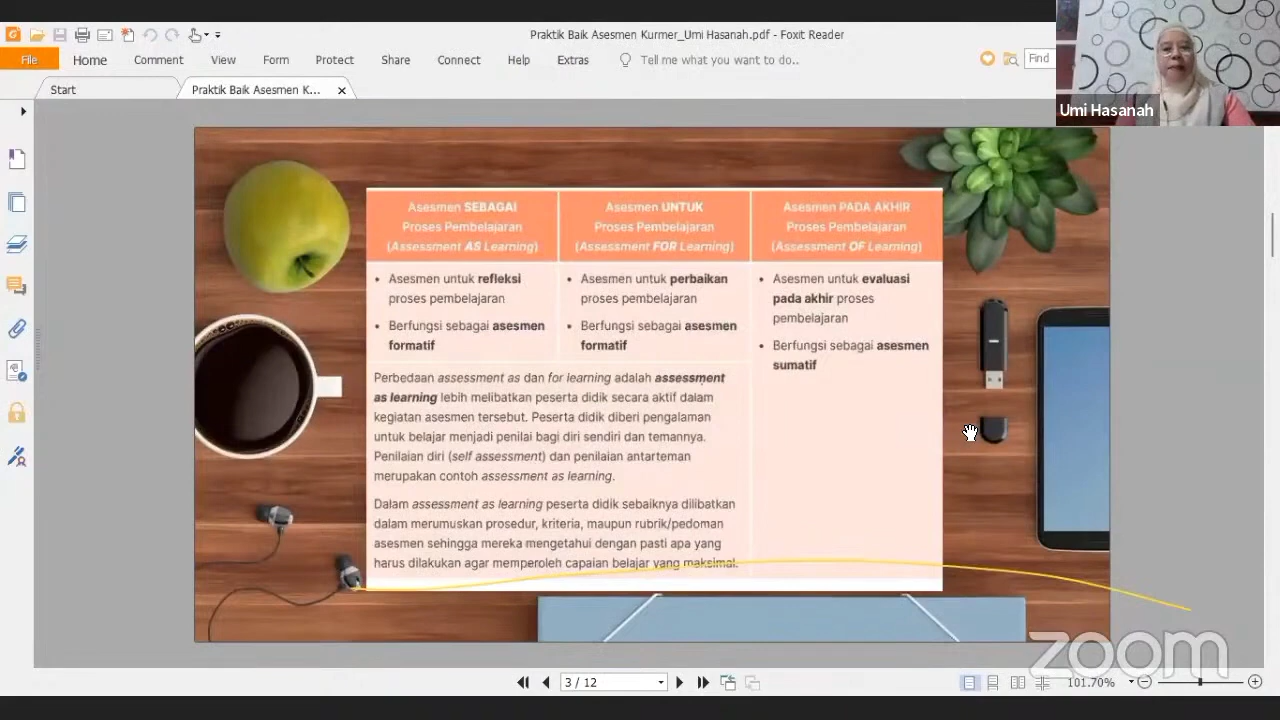 Praktik Baik Asesmen Kurmer_Umi Hasanah.pdf - Foxit Reader
File Home Comment View Form Protect Share Connect Help Extras Tell me what you want to do.. Find
Start Praktik Baik Asesmen K...
Umi Hasanah
Asesmen SEBAGAI
Proses Pembelajaran
(Assessment AS Learning)
Asesmen UNTUK
Proses Pembelajaran
(Assessment FOR Learning)
Asesmen PADA AKHIR
Proses Pembelajaran
(Assessment OF Learning)
• Asesmen untuk refleksi
proses pembelajaran
• Berfungsi sebagai asesmen
formatif
• Asesmen untuk perbaikan
proses pembelajaran
• Berfungsi sebagai asesmen
formatif
• Asesmen untuk evaluasi
pada akhir proses
pembelajaran
• Berfungsi sebagai asesmen
sumatif
Perbedaan assessment as dan for learning adalah assessment
as learning lebih melibatkan peserta didik secara aktif dalam
kegiatan asesmen tersebut. Peserta didik diberi pengalaman
untuk belajar menjadi penilai bagi diri sendiri dan temannya.
Penilaian diri (self assessment) dan penilaian antarteman
merupakan contoh assessment as learning.
Dalam assessment as learning peserta didik sebaiknya dilibatkan
dalam merumuskan prosedur, kriteria, maupun rubrik/pedoman
asesmen sehingga mereka mengetahui dengan pasti apa yang
harus dilakukan agar memperoleh capaian belajar yang maksimal.
zoom
3 / 12
101.70%